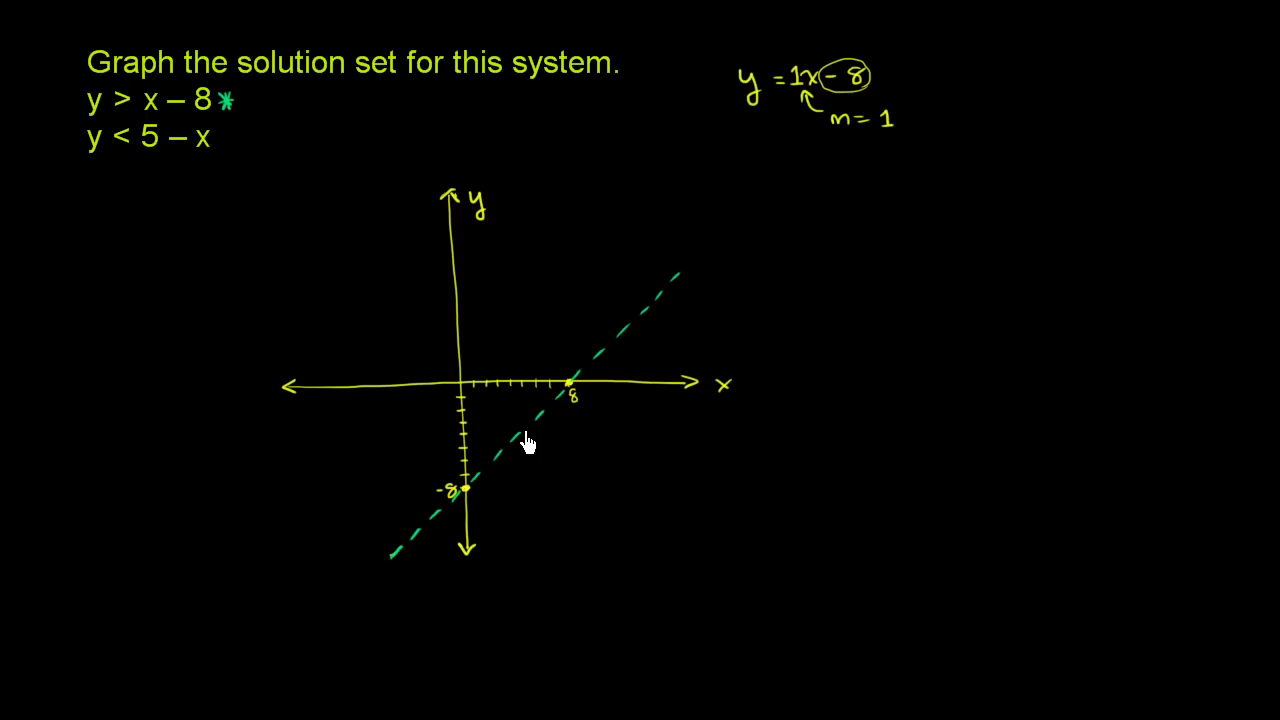 Graph the solution set for this system.
y > x – 8 *
y < 5 – x
y = 1x - 8
m = 1
y
x
8
-8